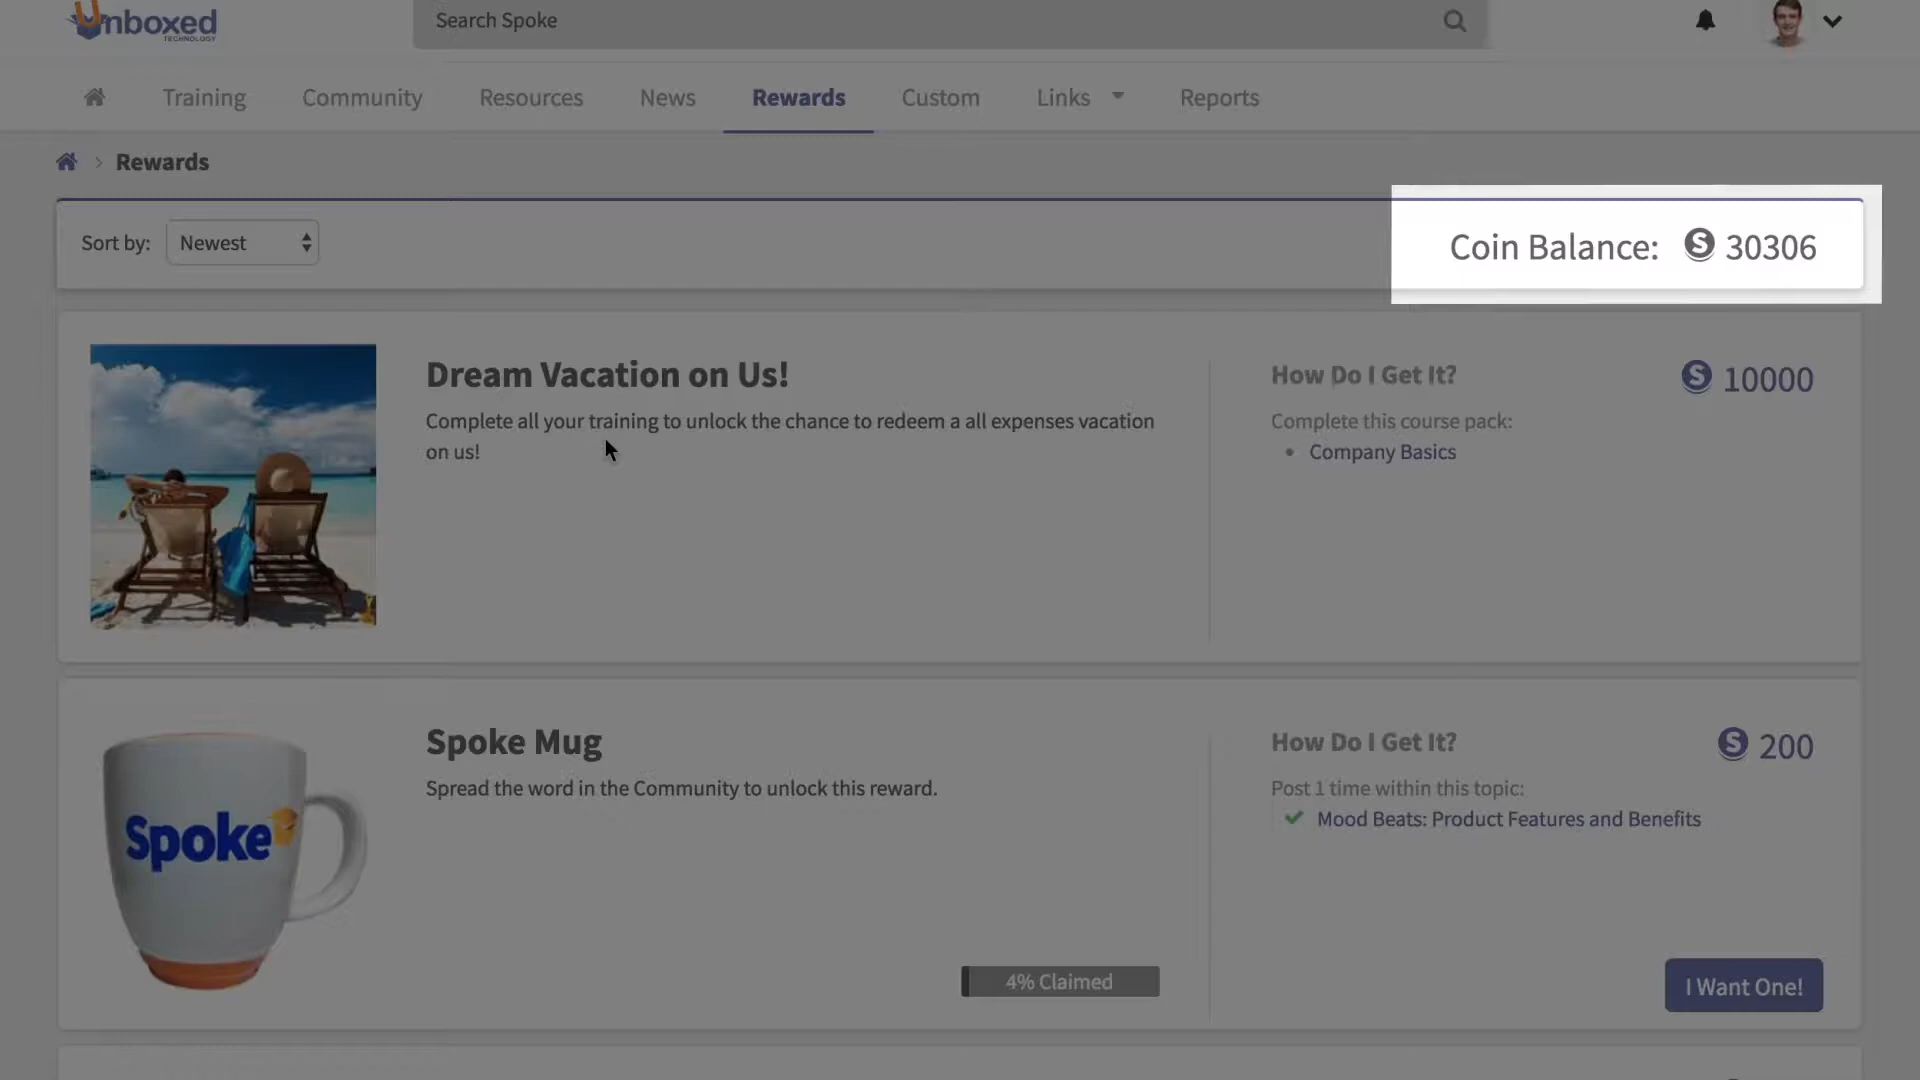 Unboxed
TECHNOLOGY
Search Spoke
Training Community Resources News Rewards Custom Links Reports
> Rewards
Sort by: Newest
Coin Balance: S 30306
Dream Vacation on Us!
Complete all your training to unlock the chance to redeem a all expenses vacation
on us!
How Do I Get It?
S 10000
Complete this course pack:
• Company Basics
Spoke
Spoke Mug
Spread the word in the Community to unlock this reward.
4% Claimed
How Do I Get It?
S 200
Post 1 time within this topic:
Mood Beats: Product Features and Benefits
I Want One!